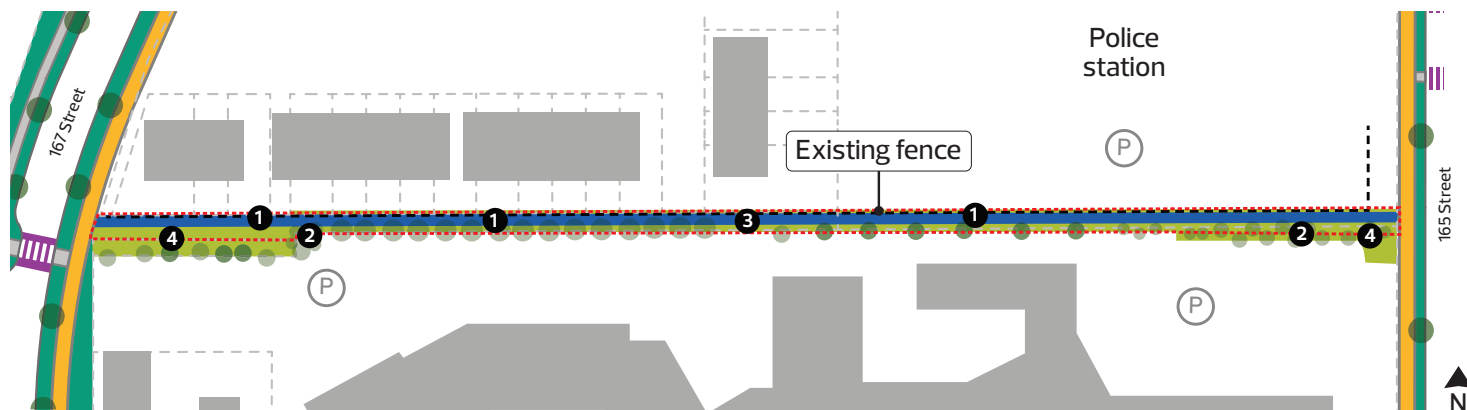 Police
station
167 Street
Existing fence
P
165 Street
1
1
3
1
4
2
2
4
P
P
N